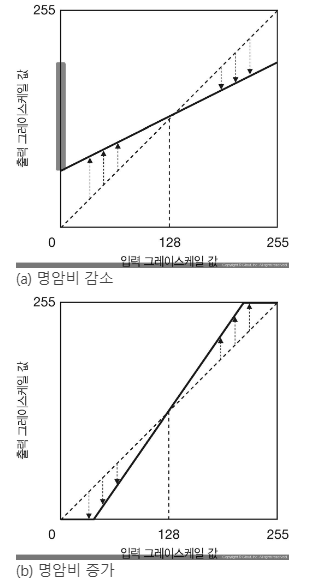 255
출력 그레이스케일 값
0
128
255
입력 그레이스케일 값
(a) 명암비 감소
255
출력 그레이스케일 값
0
128
255
입력 그레이스케일 값
(b) 명암비 증가